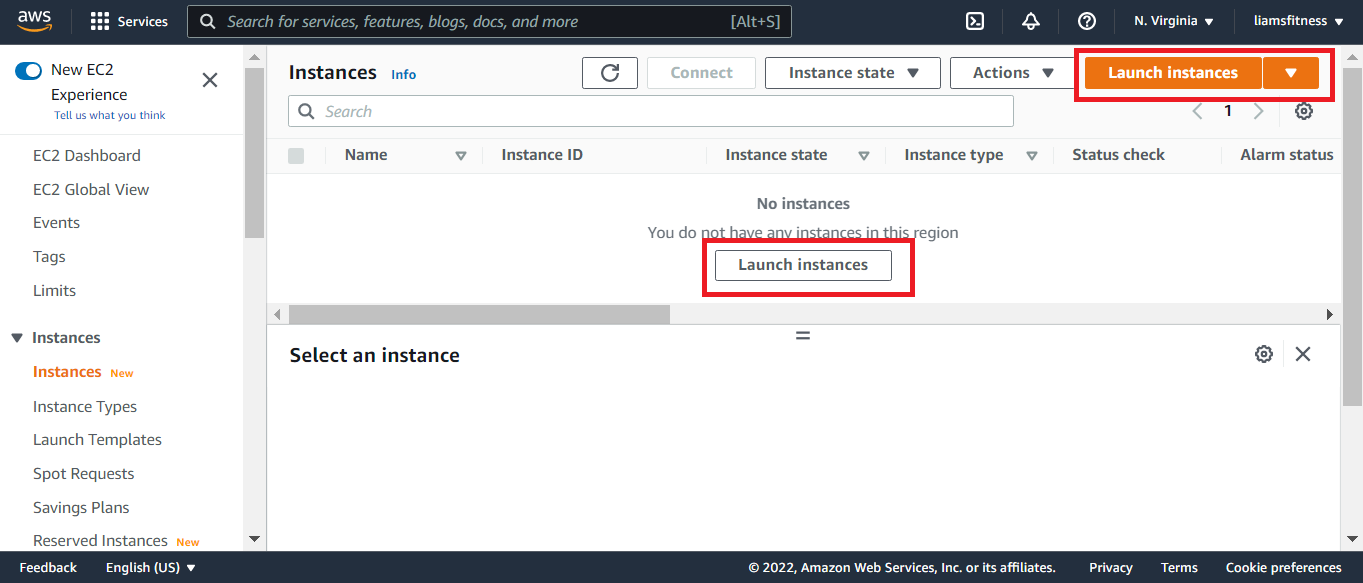 aws
Services
Search for services, features, blogs, docs, and more
[Alt+S]
N. Virginia
liamsfitness
New EC2
Experience
Tell us what you think
EC2 Dashboard
EC2 Global View
Events
Tags
Limits
Instances
Instances New
Instance Types
Launch Templates
Spot Requests
Savings Plans
Reserved Instances New
Instances Info
Connect
Instance state
Actions
Launch instances
Search
1
Name
Instance ID
Instance state
Instance type
Status check
Alarm status
No instances
You do not have any instances in this region
Launch instances
Select an instance
Feedback
English (US)
© 2022, Amazon Web Services, Inc. or its affiliates.
Privacy
Terms
Cookie preferences